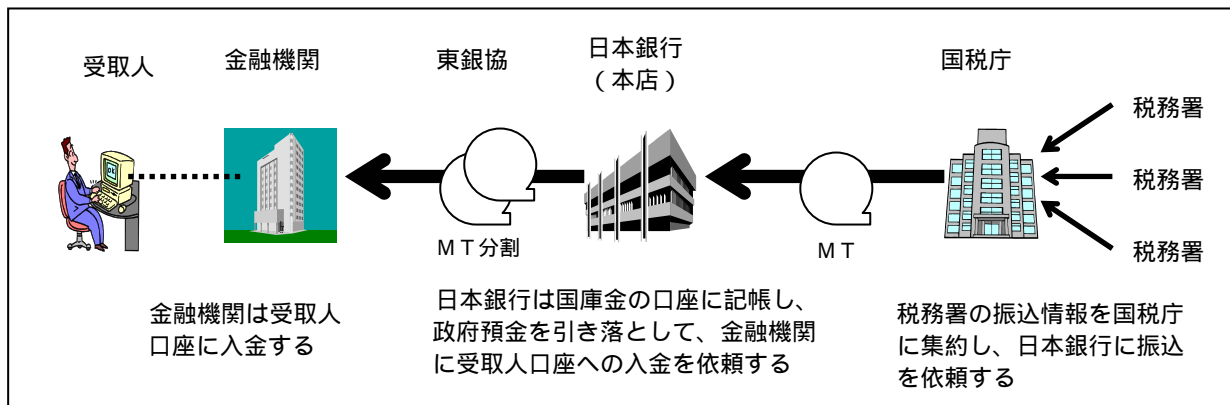 受取人
金融機関
東銀協
日本銀行
(本店)
国税庁
税務署
税務署
税務署
OK
MT分割
MT
金融機関は受取人
口座に入金する
日本銀行は国庫金の口座に記帳し、
政府預金を引き落として、金融機関
に受取人口座への入金を依頼する
税務署の振込情報を国税庁
に集約し、日本銀行に振込
を依頼する